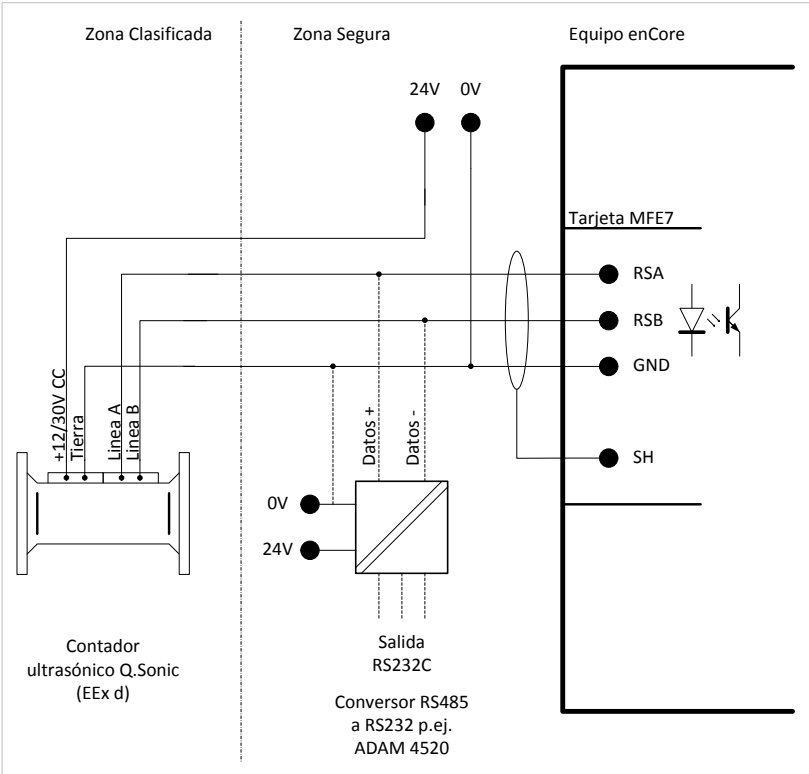 Zona Clasificada
Zona Segura
Equipo enCore
24V
0V
Tarjeta MFE7
RSA
RSB
GND
SH
+12/30V CC
Tierra
Linea A
Linea B
Datos +
Datos -
0V
24V
Contador
ultrasónico Q.Sonic
(EEx d)
Salida
RS232C
Conversor RS485
a RS232 p.ej.
ADAM 4520